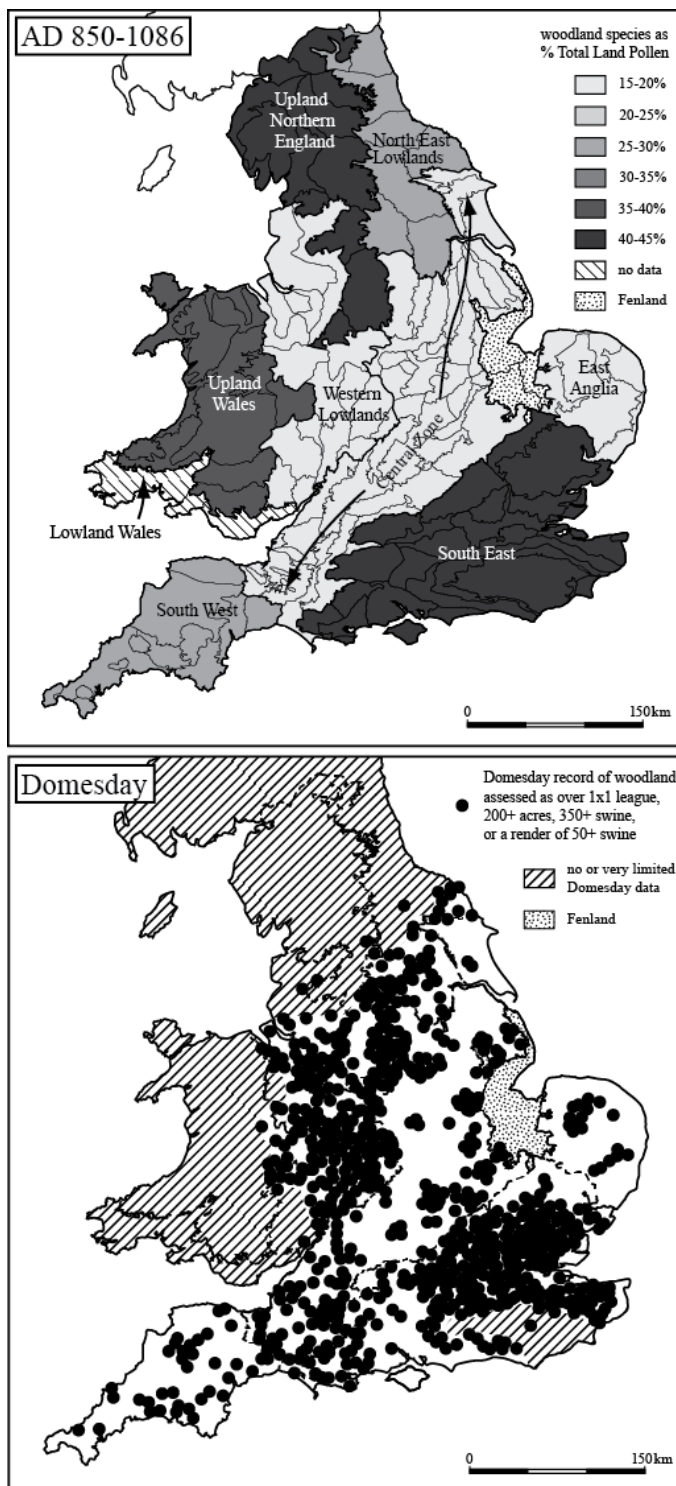 AD 850-1086
woodland species as
% Total Land Pollen
15-20%
20-25%
25-30%
30-35%
35-40%
40-45%
no data
Fenland
Upland
Northern
England
North East
Lowlands
Upland
Wales
Western
Lowlands
East
Anglia
Central Zone
Lowland Wales
South East
South West
0
150km
Domesday
Domesday record of woodland
assessed as over 1x1 league,
200+ acres, 350+ swine,
or a render of 50+ swine
no or very limited
Domesday data
Fenland
0
150km